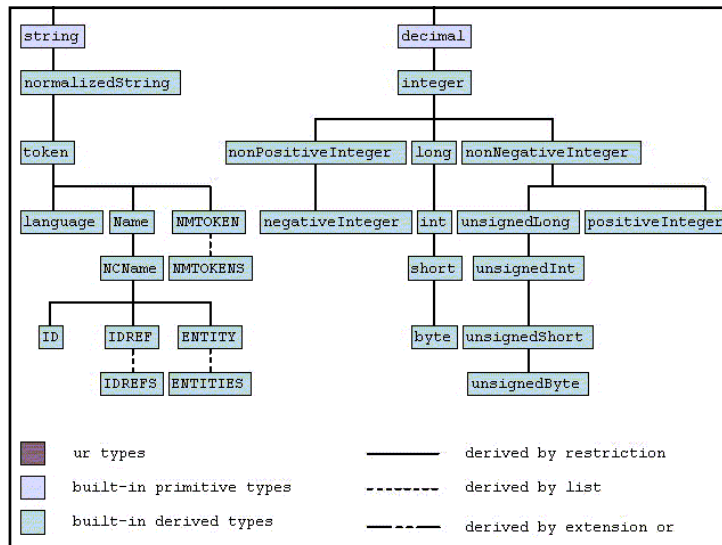 string decimal
normalizedString integer
token nonPositiveInteger long nonNegativeInteger
language Name NMTOKEN negativeInteger int unsignedLong positiveInteger
NCName NMTOKENS short unsignedInt
ID IDREF ENTITY byte unsignedShort
IDREFS ENTITIES unsignedByte
ur types derived by restriction
built-in primitive types derived by list
built-in derived types derived by extension or